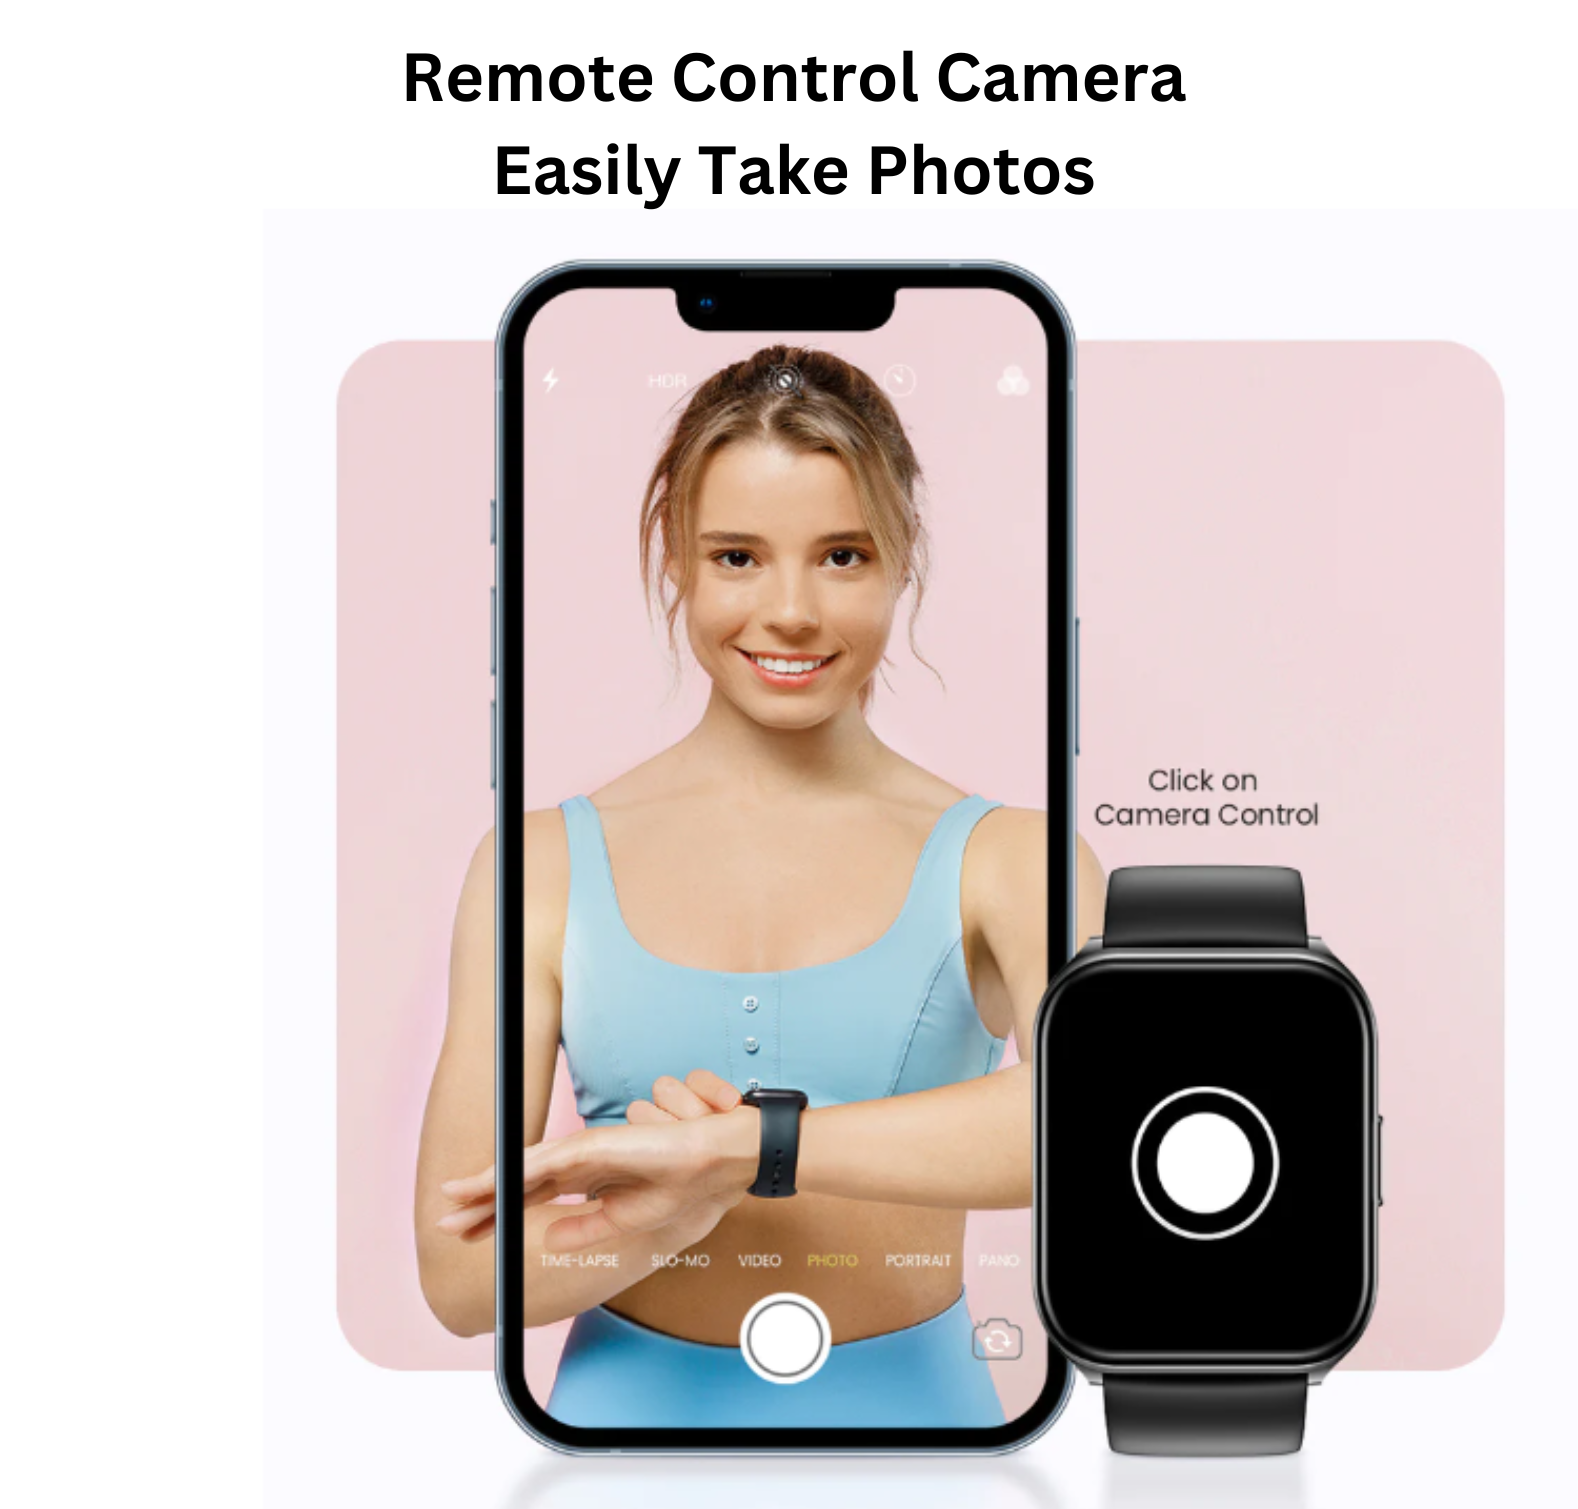 Remote Control Camera
Easily Take Photos
HDR
Click on
Camera Control
TIME-LAPSE SLO-MO VIDEO PHOTO PORTRAIT PANO